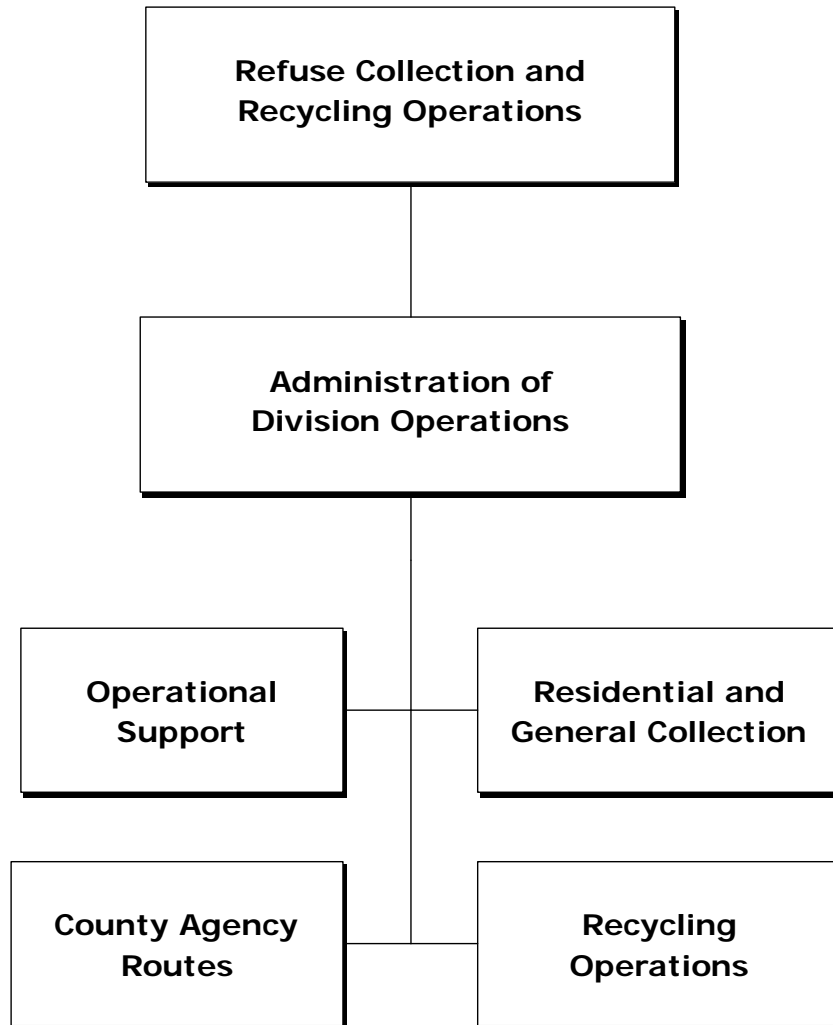 Refuse Collection and
Recycling Operations
Administration of
Division Operations
Operational
Support
Residential and
General Collection
County Agency
Routes
Recycling
Operations